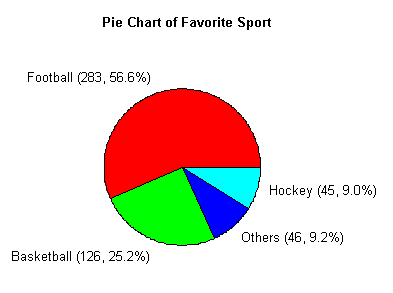 Pie Chart of Favorite Sport
Football (283, 56.6%)
Hockey (45, 9.0%)
Others (46, 9.2%)
Basketball (126, 25.2%)